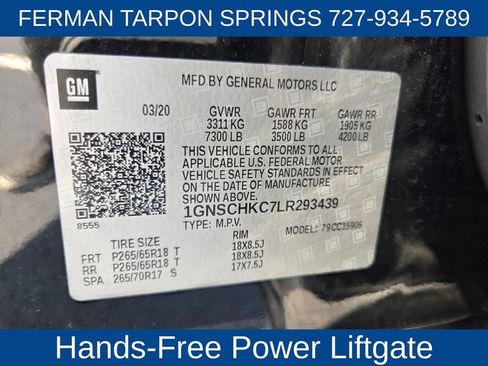 FERMAN TARPON SPRINGS 727-934-5789
GM
MFD BY GENERAL MOTORS LLC
03/20 GVWR GAWR FRT GAWR RR
3311 KG 1588 KG 1905 KG
7300 LB 3500 LB 4200 LB
THIS VEHICLE CONFORMS TO ALL
APPLICABLE U.S. FEDERAL MOTOR
VEHICLE SAFETY STANDARDS IN EFFECT
ON THE DATE OF MANUFACTURE
SHOWN ABOVE.
1GNSCHKC7LR293439
TYPE: M.P.V. 79CC15906
8555
TIRE SIZE RIM
FRT P265/65R18 T 18X8.5J
RR P265/65R18 T 18X8.5J
SPA 265/70R17 S 17X7.5J
Hands-Free Power Liftgate